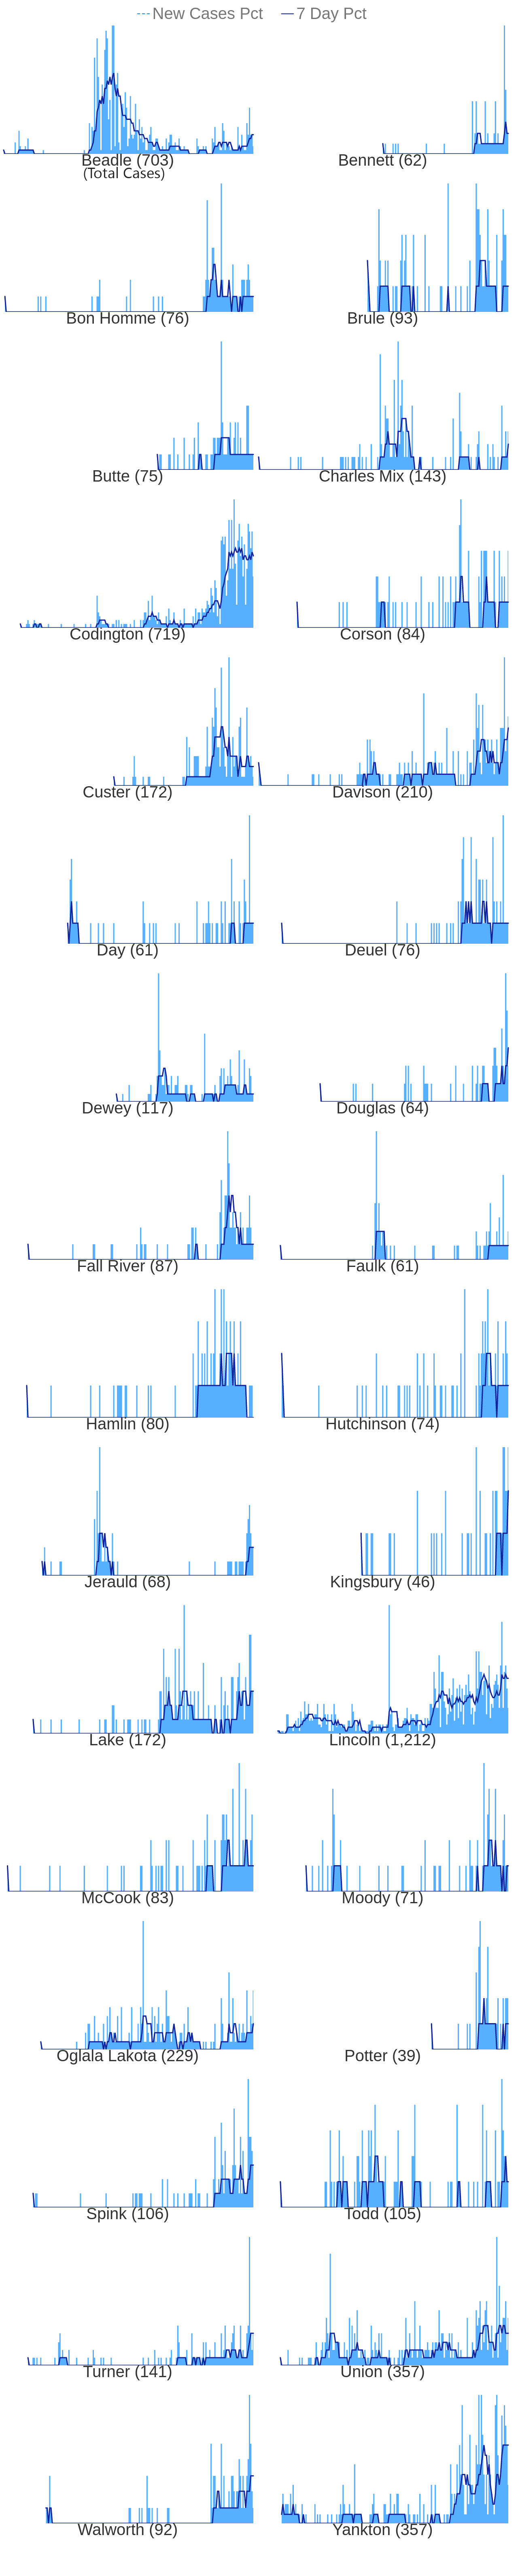 New Cases Pct 7 Day Pct
Beadle (703) Bennett (62)
(Total Cases)
Bon Homme (76) Brule (93)
Butte (75) Charles Mix (143)
Codington (719) Corson (84)
Custer (172) Davison (210)
Day (61) Deuel (76)
Dewey (117) Douglas (64)
Fall River (87) Faulk (61)
Hamlin (80) Hutchinson (74)
Jerauld (68) Kingsbury (46)
Lake (172) Lincoln (1,212)
McCook (83) Moody (71)
Oglala Lakota (229) Potter (39)
Spink (106) Todd (105)
Turner (141) Union (357)
Walworth (92) Yankton (357)